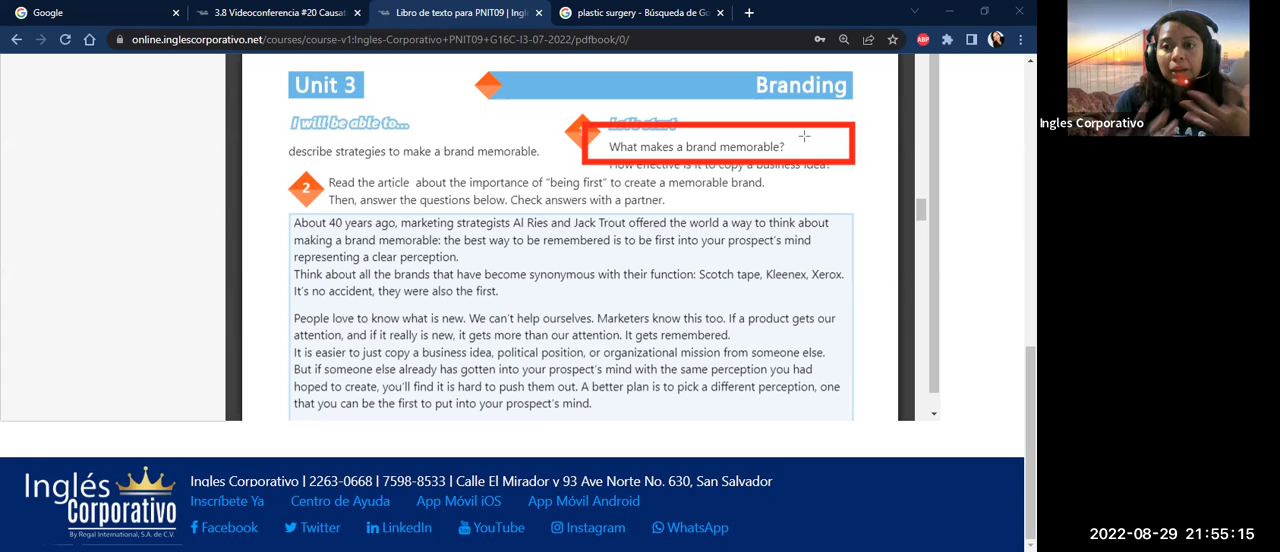 Google
3.8 Videoconferencia #20 Causat
Libro de texto para PNIT09 | Ingl
plastic surgery - Búsqueda de Go
online.inglescorporativo.net/courses/course-v1:Ingles-Corporativo+PNIT09+G16C-I3-07-2022/pdfbook/0/
ABP
Ingles Corporativo
Unit 3
Branding
I will be able to...
Let's start
describe strategies to make a brand memorable.
What makes a brand memorable?
How effective is it to copy a business idea?
2
Read the article about the importance of "being first" to create a memorable brand.
Then, answer the questions below. Check answers with a partner.
About 40 years ago, marketing strategists Al Ries and Jack Trout offered the world a way to think about
making a brand memorable: the best way to be remembered is to be first into your prospect's mind
representing a clear perception.
Think about all the brands that have become synonymous with their function: Scotch tape, Kleenex, Xerox.
It's no accident, they were also the first.
People love to know what is new. We can't help ourselves. Marketers know this too. If a product gets our
attention, and if it really is new, it gets more than our attention. It gets remembered.
It is easier to just copy a business idea, political position, or organizational mission from someone else.
But if someone else already has gotten into your prospect's mind with the same perception you had
hoped to create, you'll find it is hard to push them out. A better plan is to pick a different perception, one
that you can be the first to put into your prospect's mind.
Inglés
Corporativo
By Regal International, S.A. de C.V.
Ingles Corporativo | 2263-0668 | 7598-8533 | Calle El Mirador y 93 Ave Norte No. 630, San Salvador
Inscríbete Ya
Centro de Ayuda
App Móvil iOS
App Móvil Android
Facebook
Twitter
LinkedIn
YouTube
Instagram
WhatsApp
2022-08-29 21:55:15